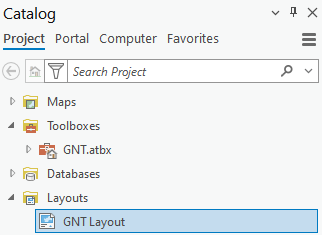 Catalog
Project Portal Computer Favorites
Search Project
Maps
Toolboxes
GNT.atbx
Databases
Layouts
GNT Layout